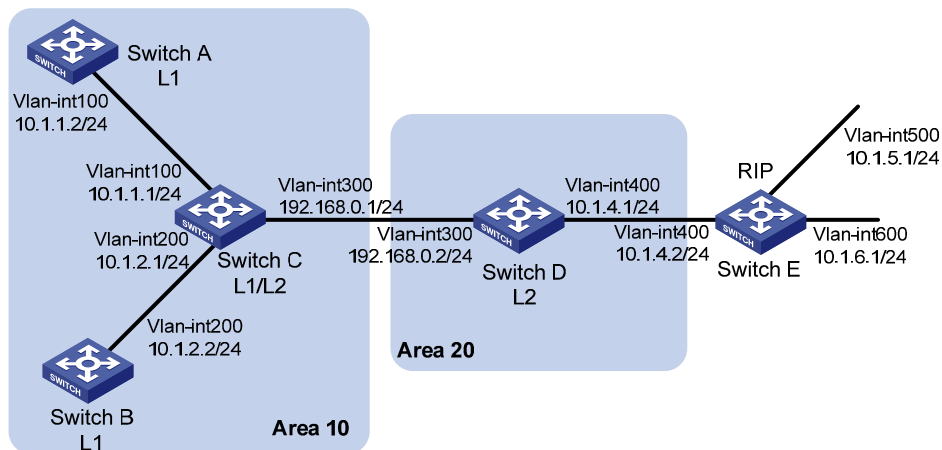 SWITCH
Switch A
L1
Vlan-int100
10.1.1.2/24
Vlan-int100
10.1.1.1/24
Vlan-int200
10.1.2.1/24
SWITCH
Switch C
L1/L2
Vlan-int300
192.168.0.1/24
Vlan-int200
10.1.2.2/24
SWITCH
Switch B
L1
Area 10
Vlan-int300
192.168.0.2/24
SWITCH
Switch D
L2
Vlan-int400
10.1.4.1/24
Area 20
Vlan-int400
10.1.4.2/24
RIP
SWITCH
Switch E
Vlan-int500
10.1.5.1/24
Vlan-int600
10.1.6.1/24